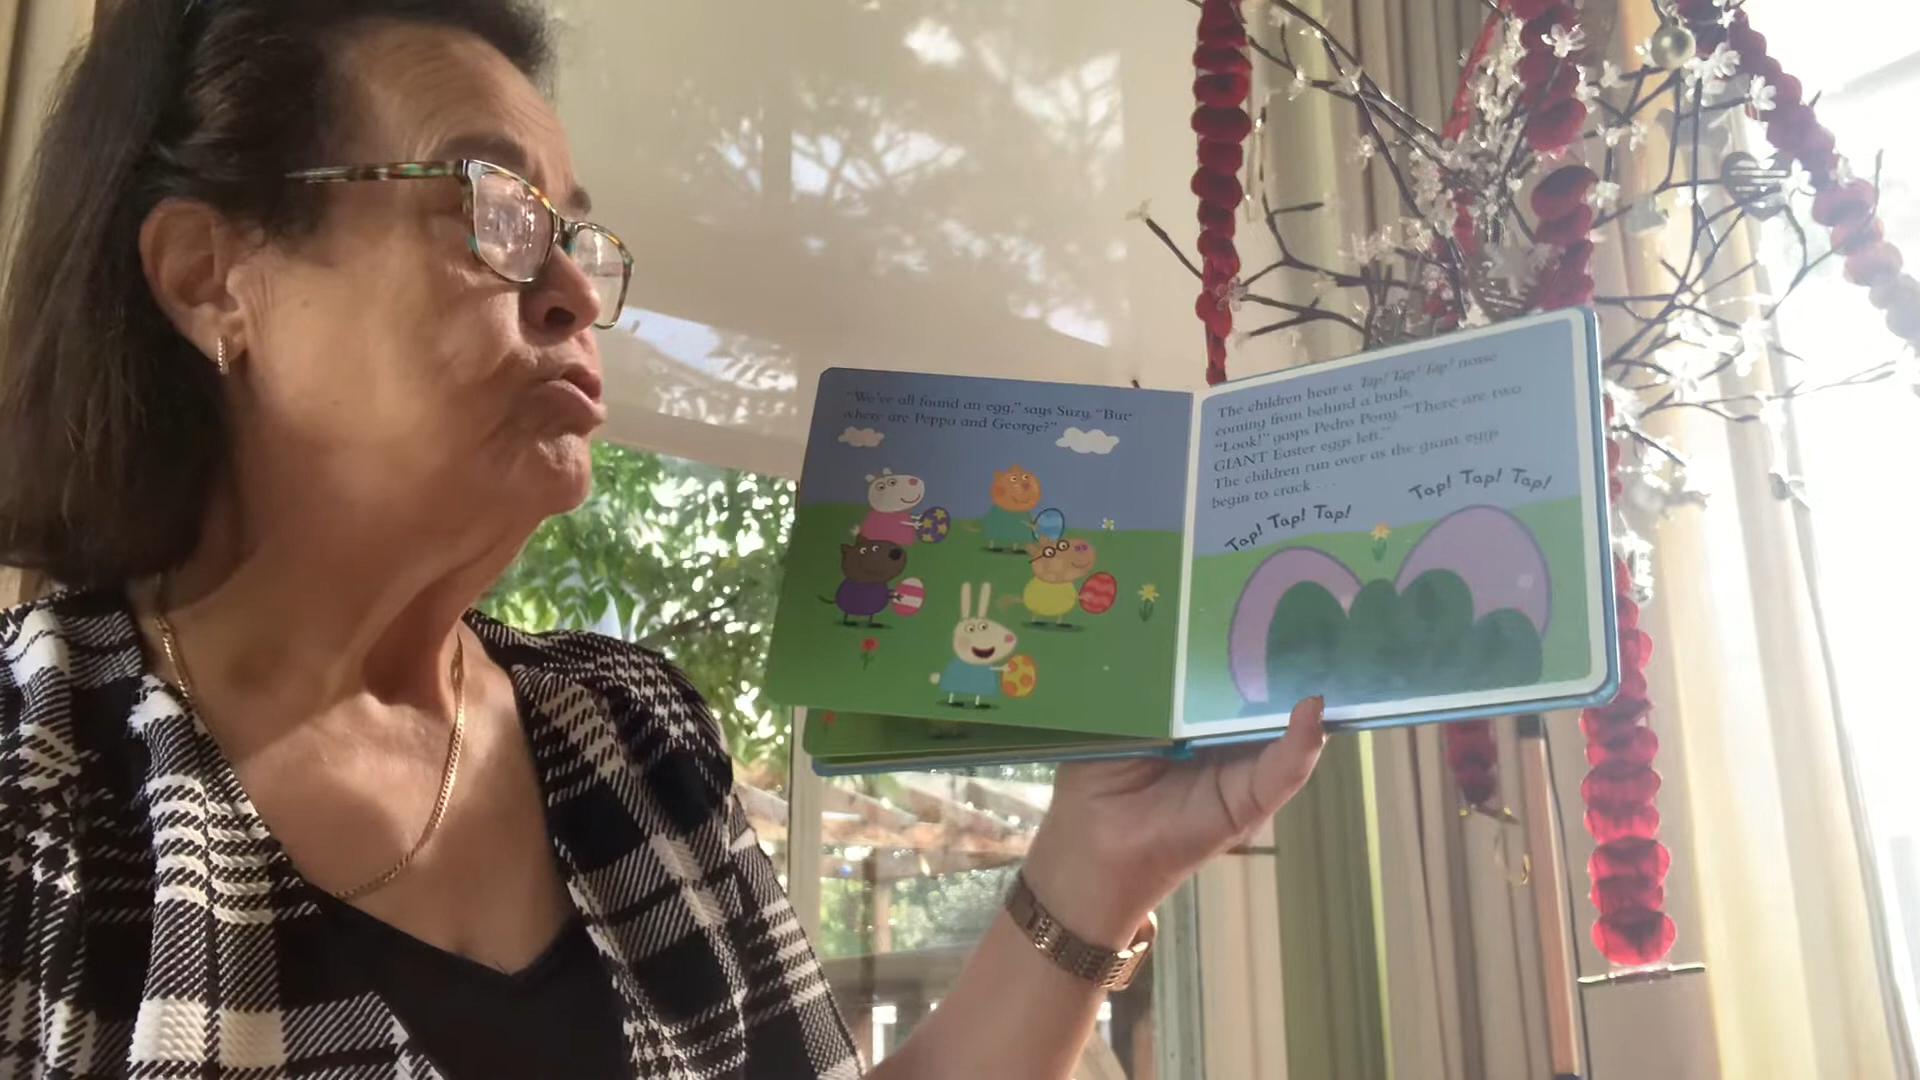 "We've all found an egg," says Suzy. "But
where are Peppa and George?"
The children hear a Tap! Tap! Tap! noise
coming from behind a bush.
"Look!" gasps Pedro Pony. "There are two
GIANT Easter eggs left."
The children run over as the giant eggs
begin to crack . . .
Tap! Tap! Tap!
Tap! Tap! Tap!